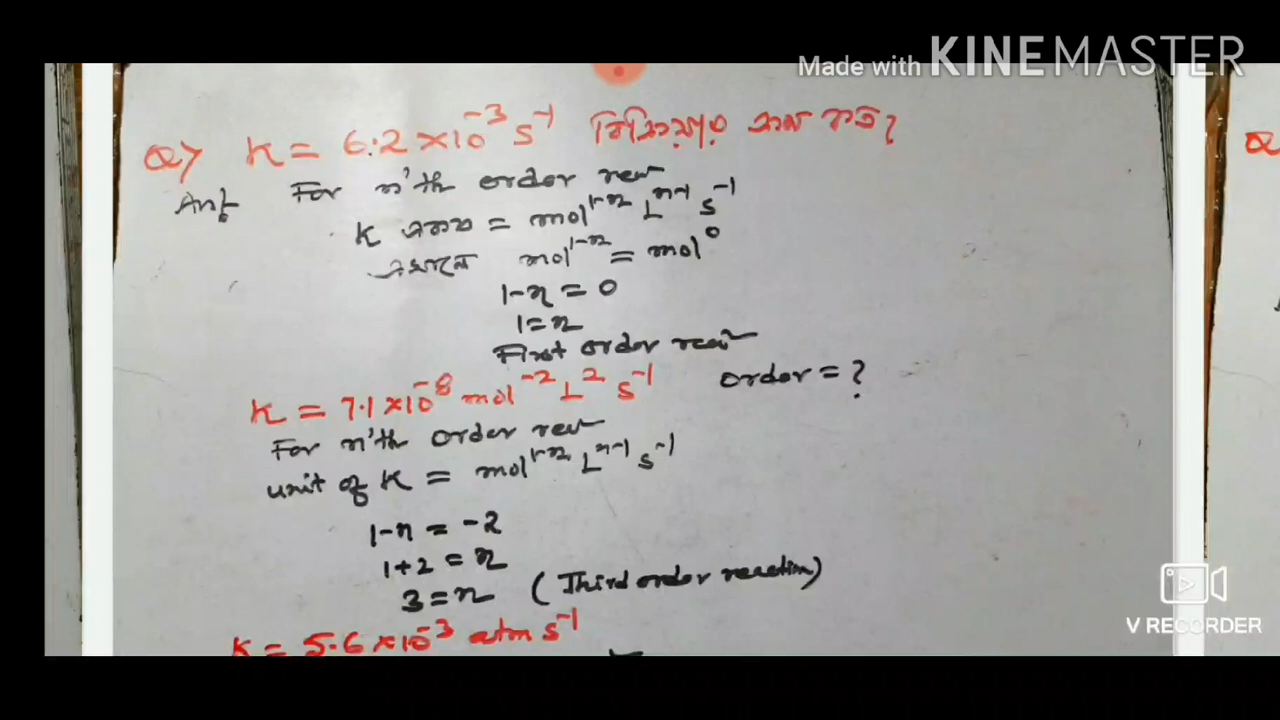 Made with KINEMASTER
Q> K = 6.2 × 10⁻³ s⁻¹ বিক্রিয়ার ক্রম কত?
Q
Ans For n'th order reaⁿ
K একক = mol¹⁻ⁿ Lⁿ⁻¹ s⁻¹
এখানে mol¹⁻ⁿ = mol⁰
1-n = 0
1 = n
First order reaⁿ
K = 7.1 × 10⁻⁸ mol⁻² L² s⁻¹ order = ?
For n'th order reaⁿ
unit of K = mol¹⁻ⁿ Lⁿ⁻¹ s⁻¹
1-n = -2
1+2 = n
3 = n (Third order reaction)
K = 5.6 × 10⁻³ atm s⁻¹
V RECORDER